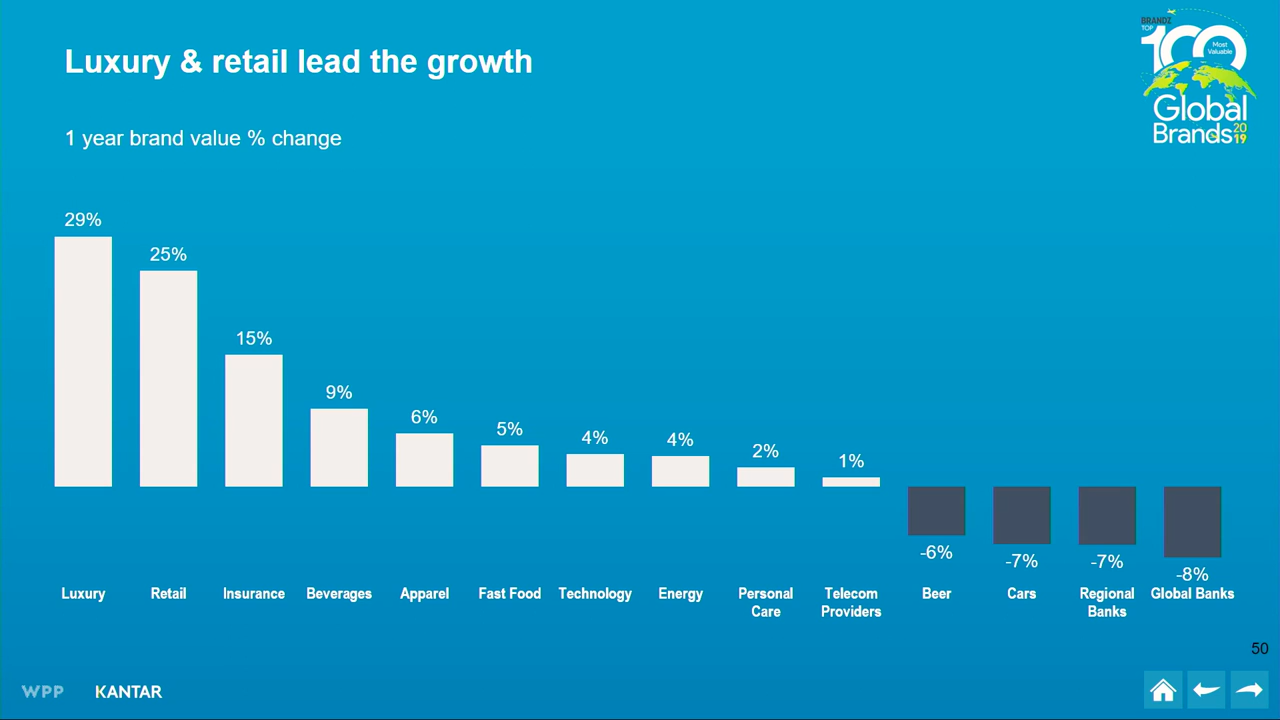 Luxury & retail lead the growth
BRANDZ
TOP
100
Most
Valuable
Global
Brands
20
19
1 year brand value % change
29%
25%
15%
9%
6%
5%
4%
4%
2%
1%
-6%
-7%
-7%
-8%
Luxury
Retail
Insurance
Beverages
Apparel
Fast Food
Technology
Energy
Personal
Care
Telecom
Providers
Beer
Cars
Regional
Banks
Global Banks
50
WPP
KANTAR